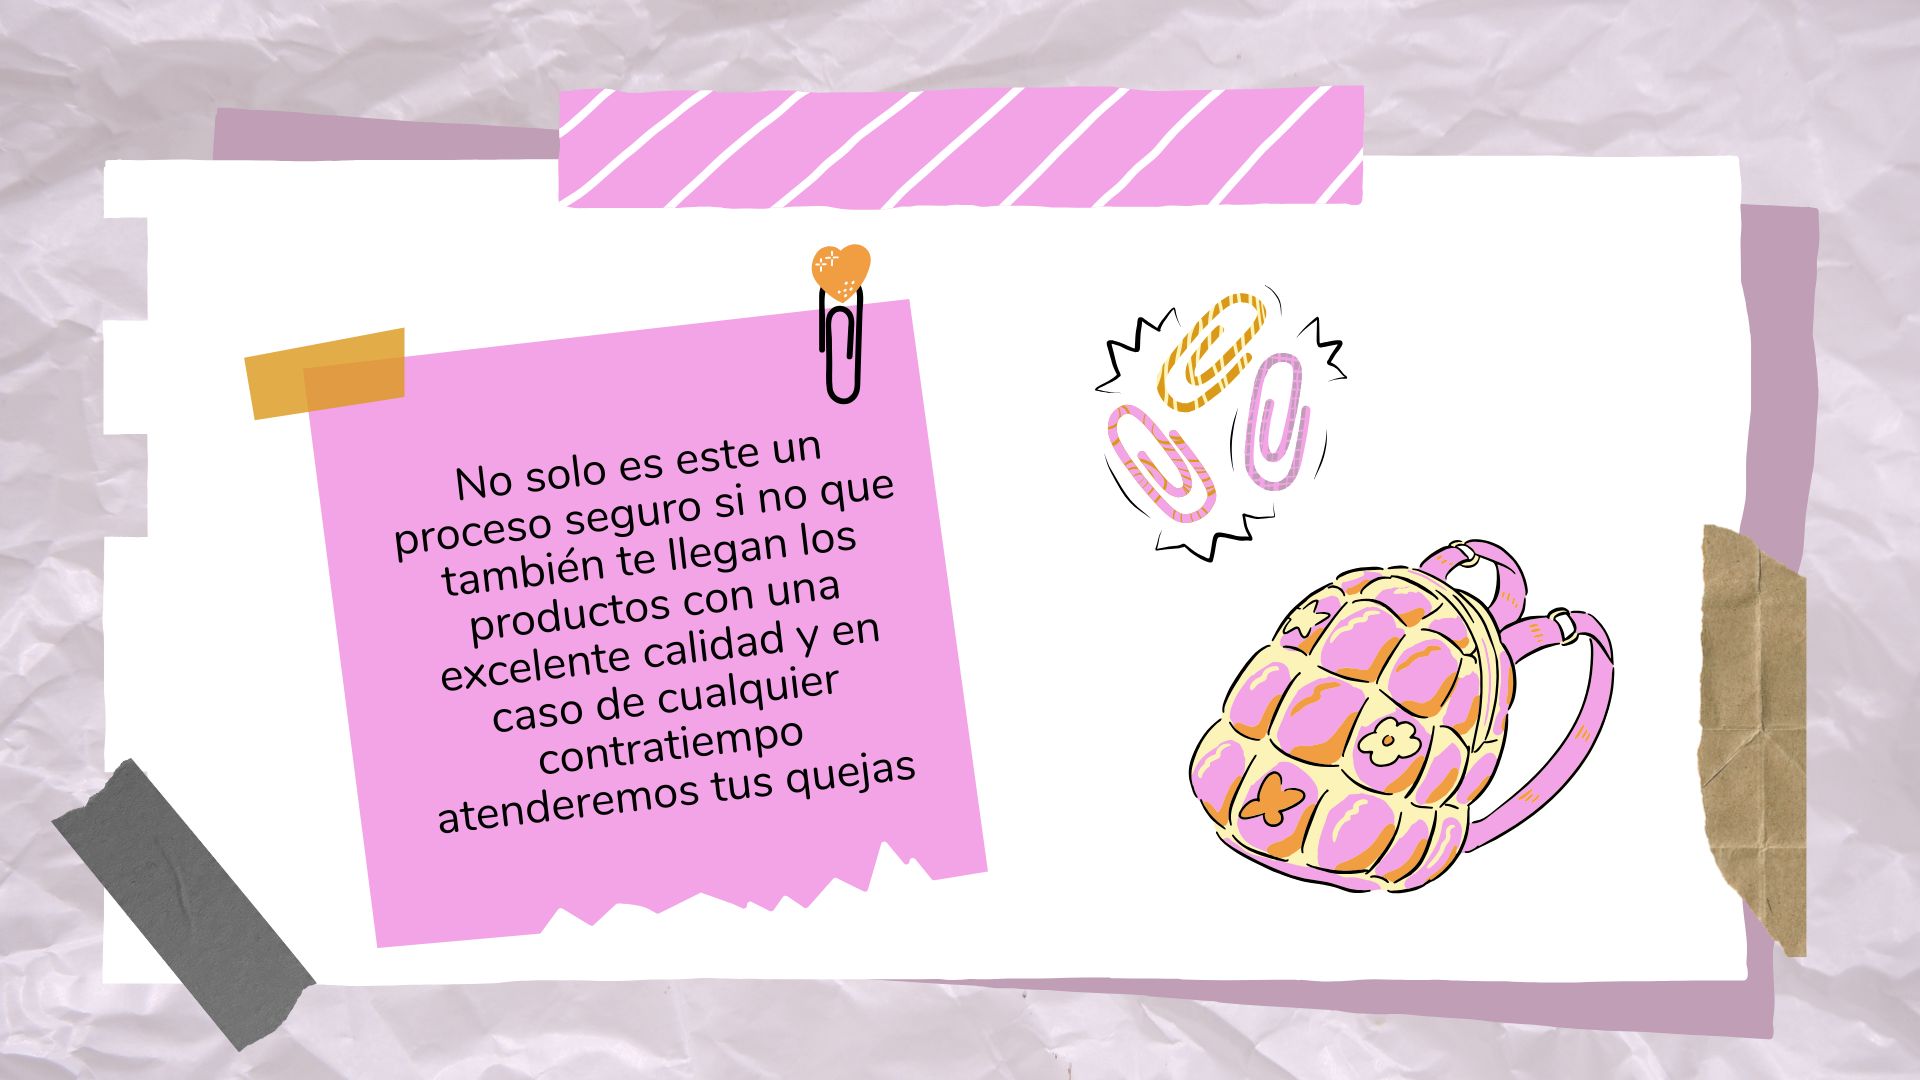 No solo es este un
proceso seguro si no que
también te llegan los
productos con una
excelente calidad y en
caso de cualquier
contratiempo
atenderemos tus quejas